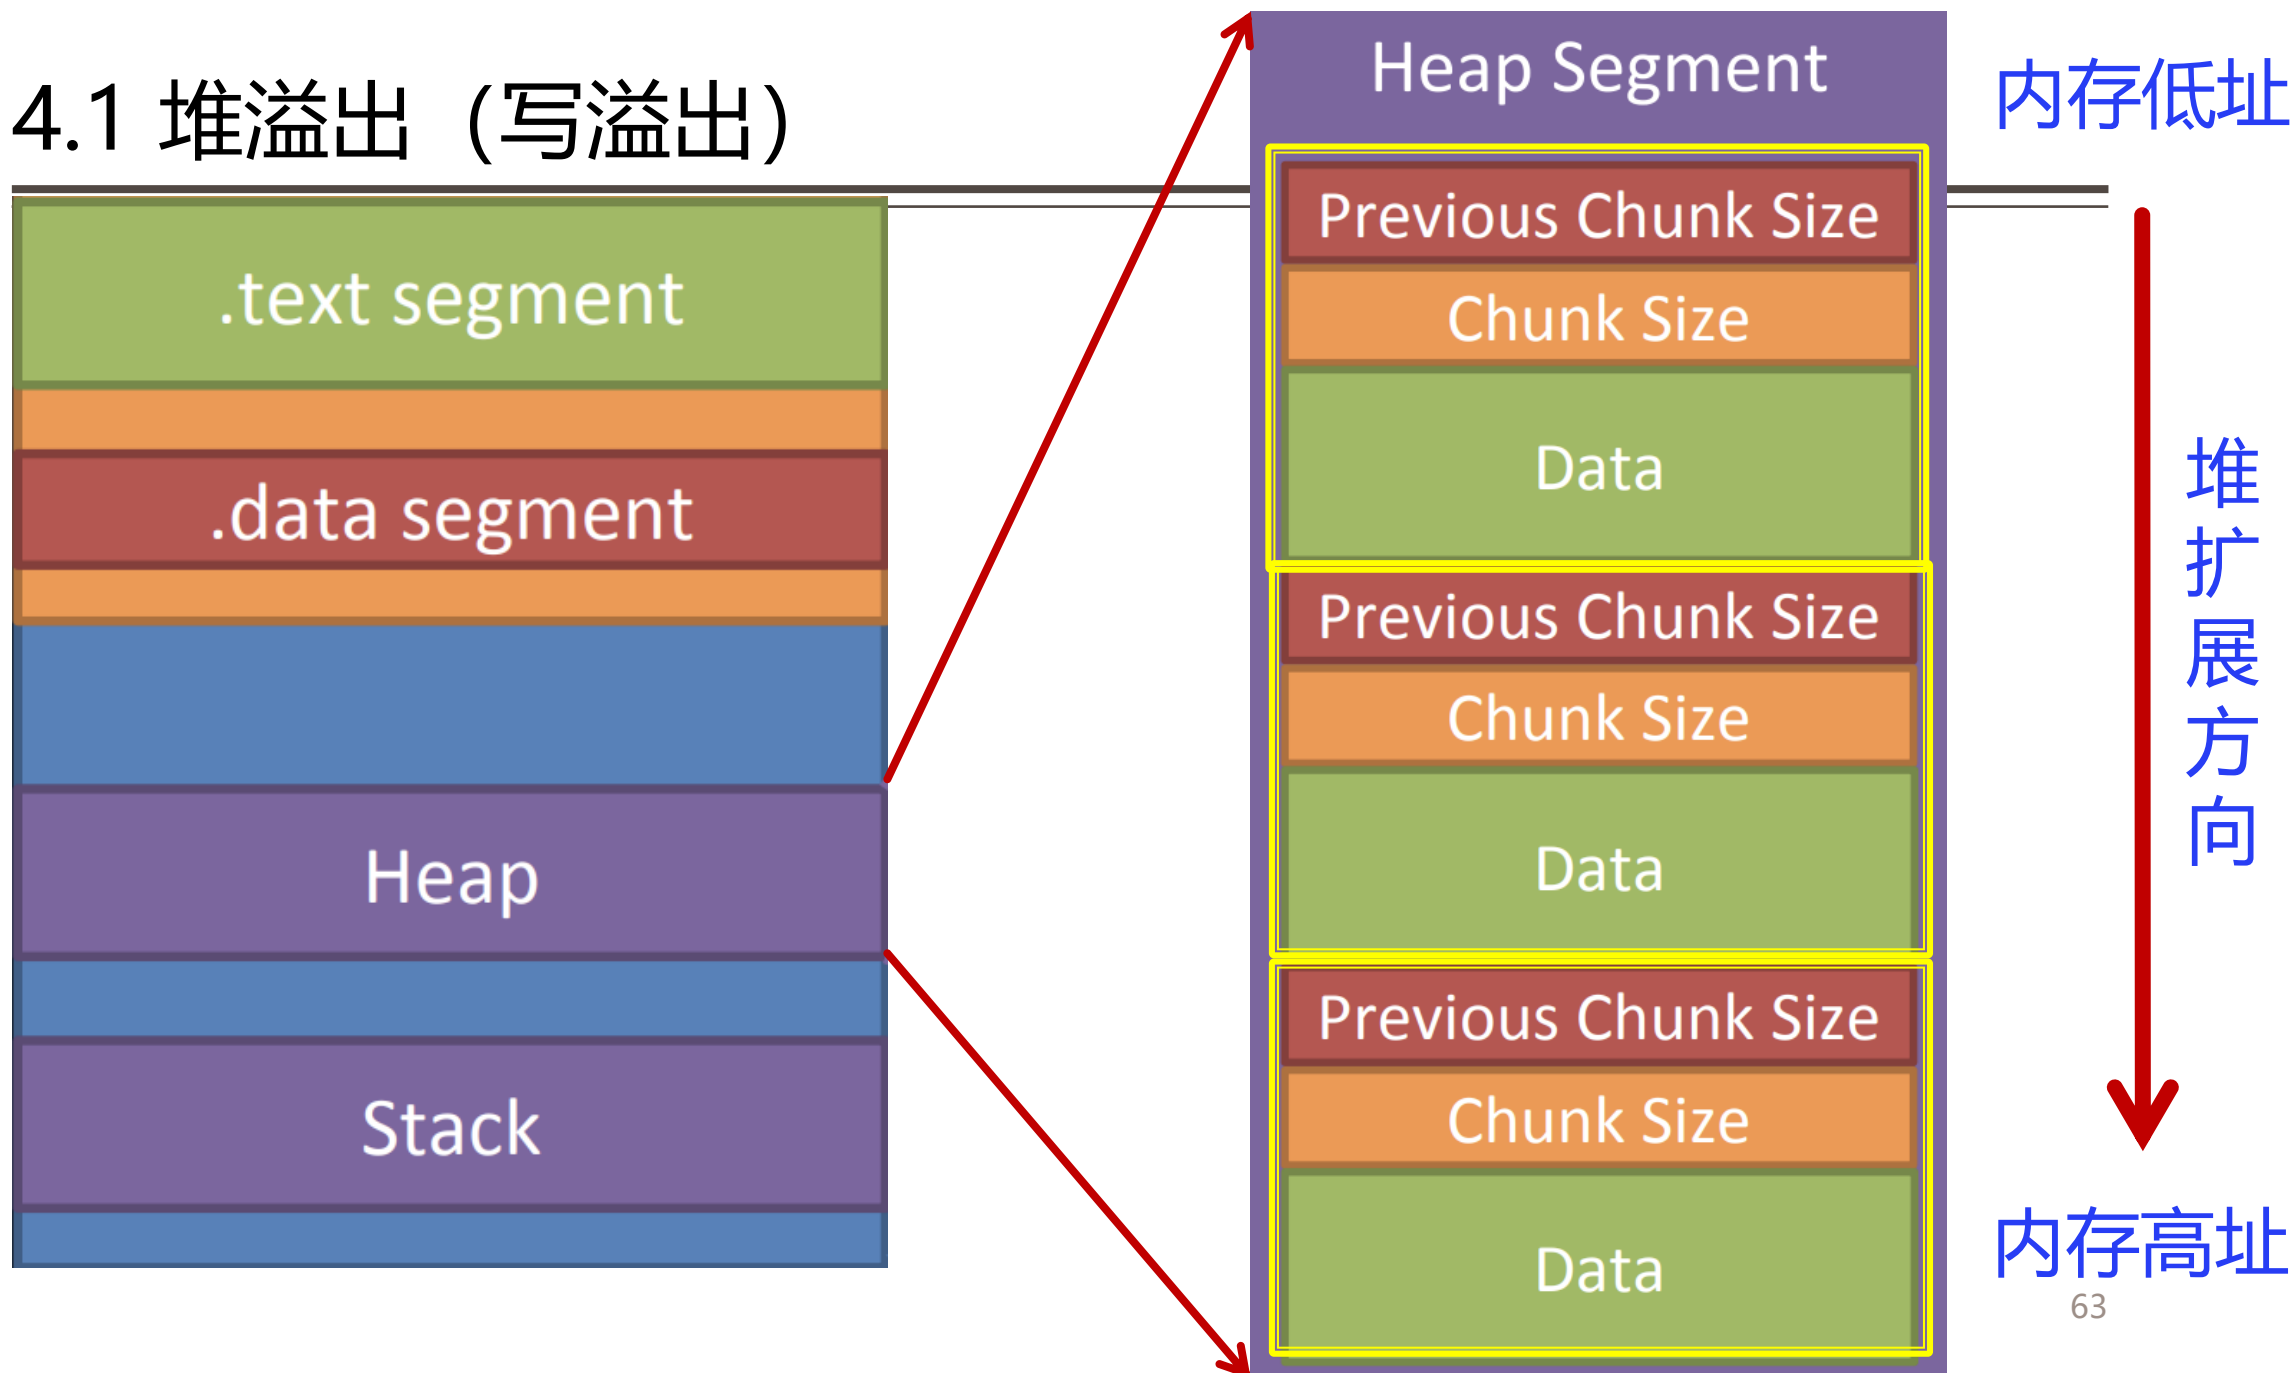 4.1 堆溢出（写溢出）
.text segment
.data segment
Heap
Stack
Heap Segment
Previous Chunk Size
Chunk Size
Data
Previous Chunk Size
Chunk Size
Data
Previous Chunk Size
Chunk Size
Data
内存低址
堆扩展方向
内存高址
63